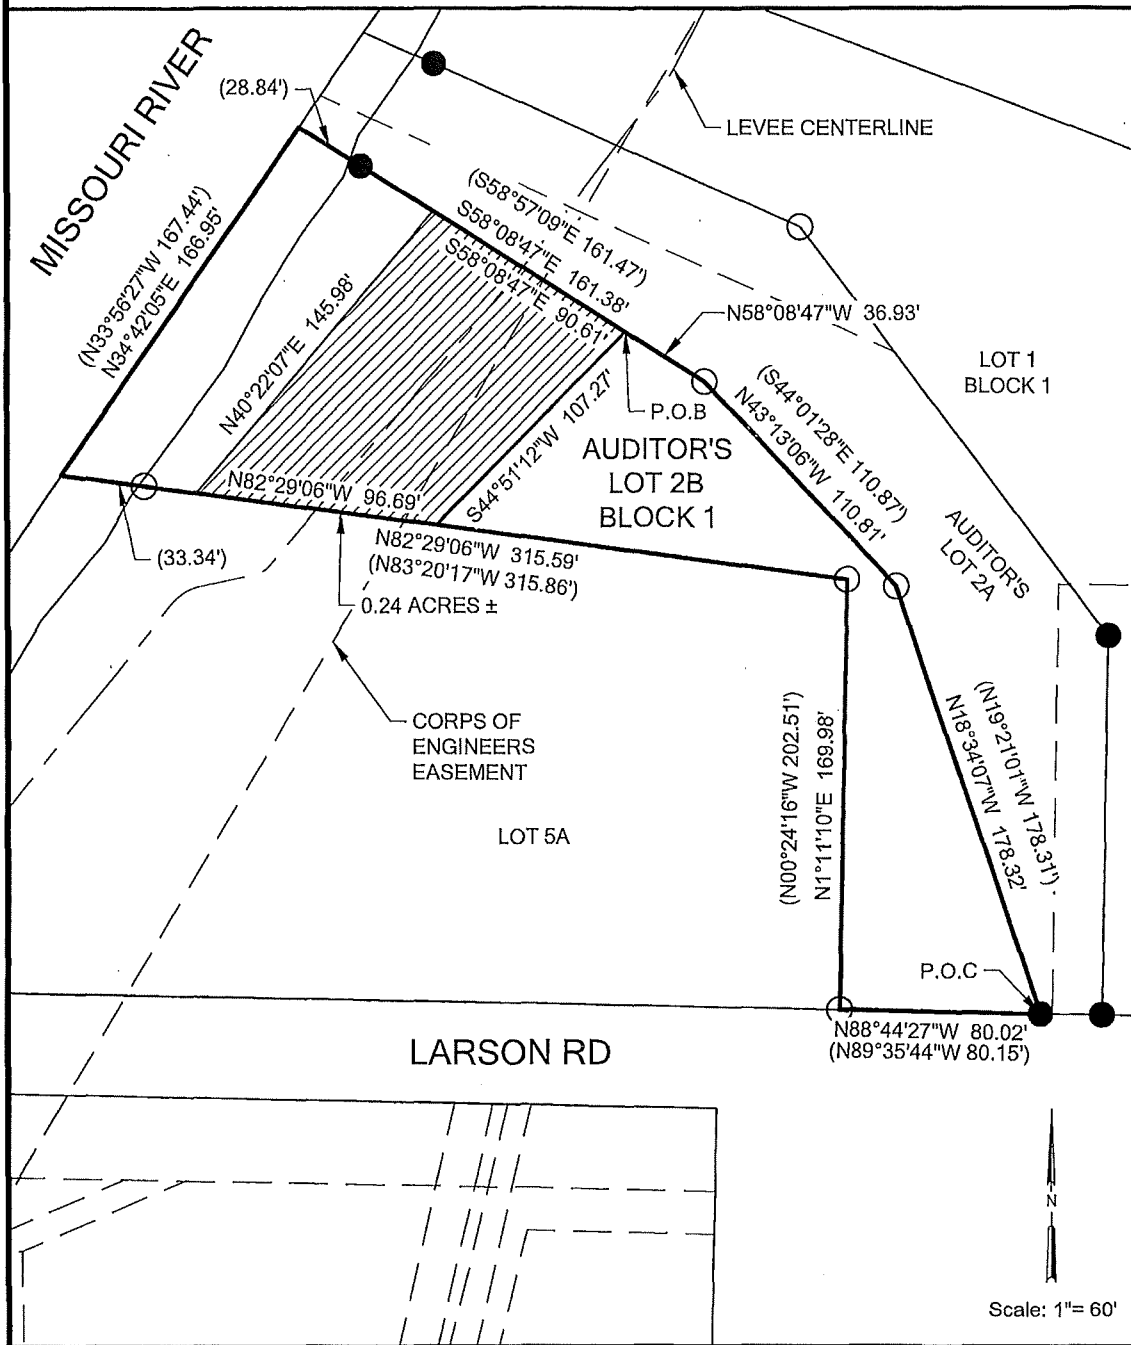 MISSOURI RIVER
(28.84')
LEVEE CENTERLINE
(S58°57'09"E 161.47')
S58°08'47"E 161.38'
S58°08'47"E 90.61'
(N33°56'27"W 167.44')
N34°42'05"E 166.95'
N40°22'07"E 145.98'
N58°08'47"W 36.93'
LOT 1
BLOCK 1
P.O.B
(S44°01'28"E 110.87')
N43°13'06"W 110.81'
S44°51'12"W 107.27'
AUDITOR'S
LOT 2B
BLOCK 1
N82°29'06"W 96.69'
AUDITOR'S
LOT 2A
(33.34')
N82°29'06"W 315.59'
(N83°20'17"W 315.86')
0.24 ACRES ±
CORPS OF
ENGINEERS
EASEMENT
(N00°24'16"W 202.51')
N1°11'10"E 169.98'
(N19°21'01"W 178.31')
N18°34'07"W 178.32'
LOT 5A
P.O.C
N88°44'27"W 80.02'
(N89°35'44"W 80.15')
LARSON RD
N
Scale: 1"= 60'